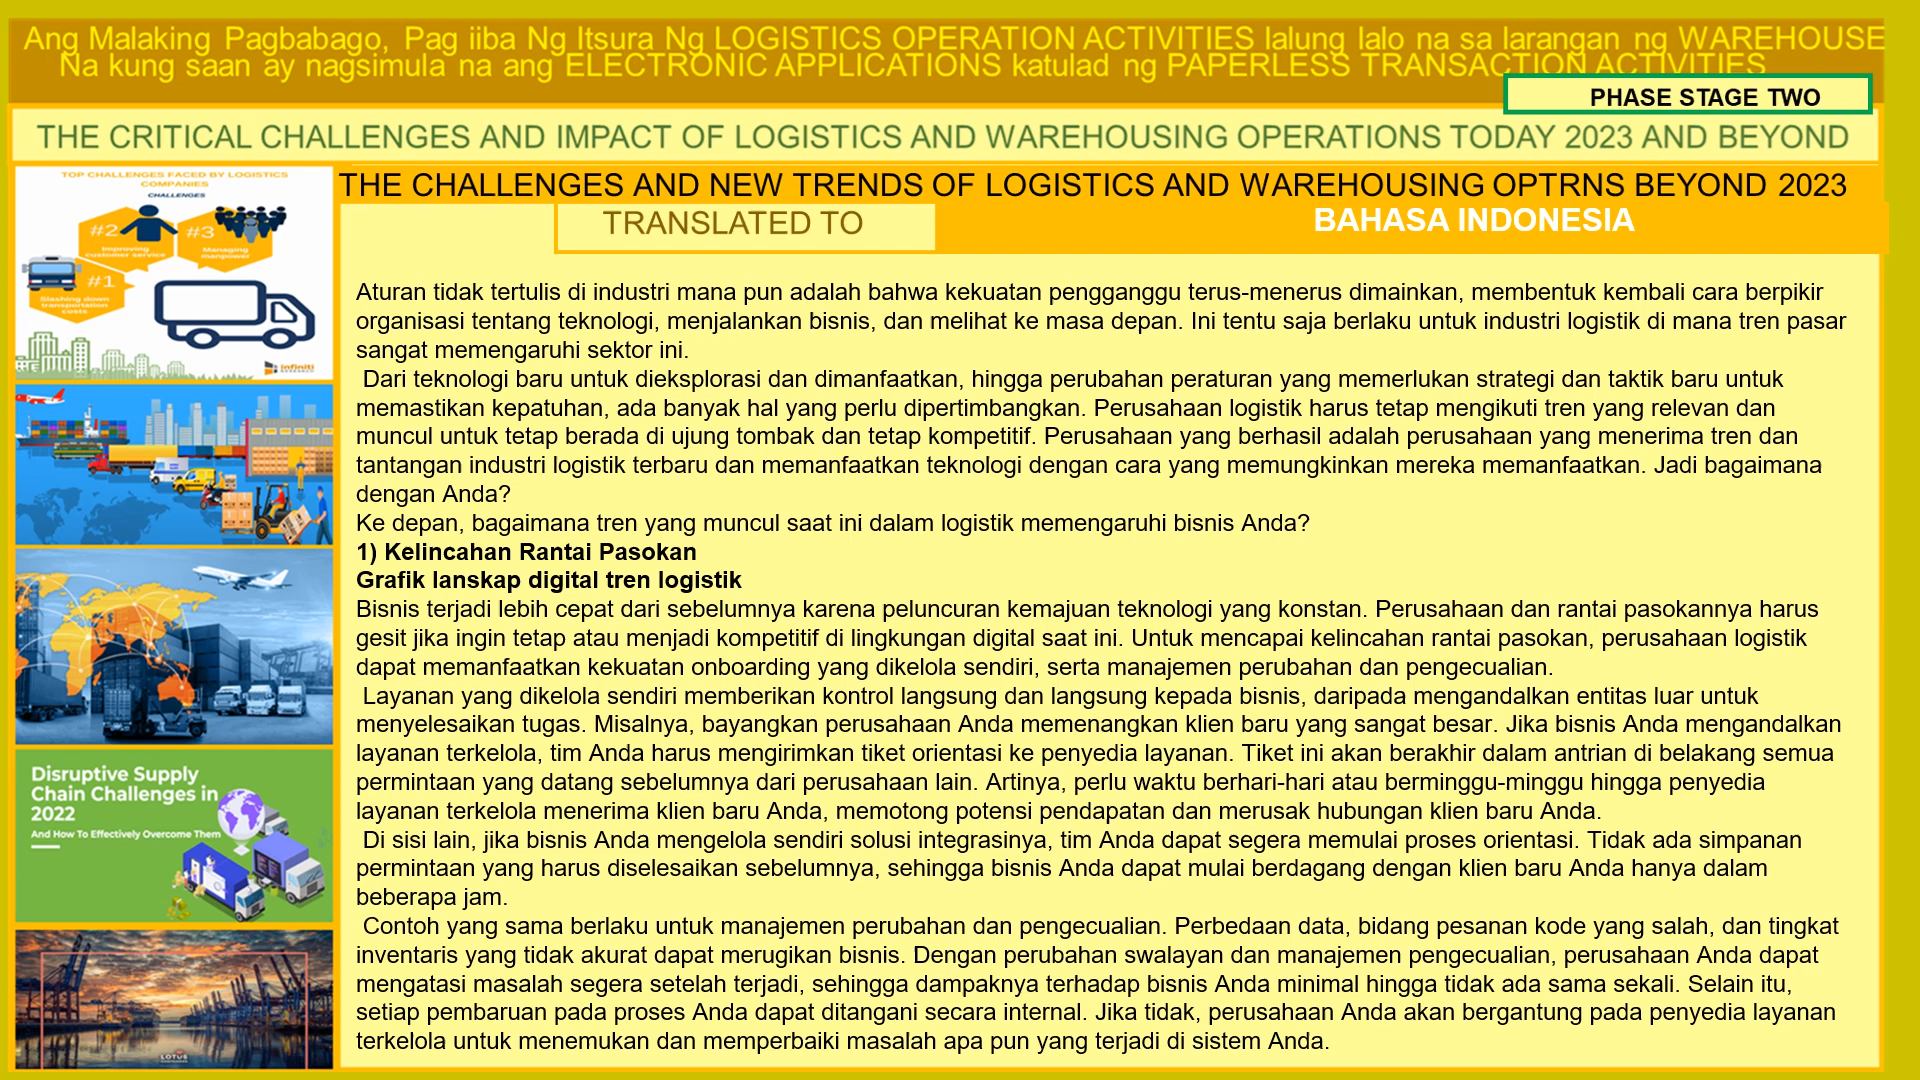 Ang Malaking Pagbabago, Pag iiba Ng Itsura Ng LOGISTICS OPERATION ACTIVITIES lalung lalo na sa larangan ng WAREHOUSE
Na kung saan ay nagsimula na ang ELECTRONIC APPLICATIONS katulad ng PAPERLESS TRANSACTION ACTIVITIES
PHASE STAGE TWO
THE CRITICAL CHALLENGES AND IMPACT OF LOGISTICS AND WAREHOUSING OPERATIONS TODAY 2023 AND BEYOND
THE CHALLENGES AND NEW TRENDS OF LOGISTICS AND WAREHOUSING OPTRNS BEYOND 2023
TRANSLATED TO
BAHASA INDONESIA
TOP CHALLENGES FACED BY LOGISTICS
COMPANIES
CHALLENGES
#2
Improving
customer service
#3
Managing
manpower
#1
Slashing down
transportation
costs
infiniti
RESEARCH
Disruptive Supply
Chain Challenges in
2022
And How To Effectively Overcome Them
LOTUS
Aturan tidak tertulis di industri mana pun adalah bahwa kekuatan pengganggu terus-menerus dimainkan, membentuk kembali cara berpikir
organisasi tentang teknologi, menjalankan bisnis, dan melihat ke masa depan. Ini tentu saja berlaku untuk industri logistik di mana tren pasar
sangat memengaruhi sektor ini.
Dari teknologi baru untuk dieksplorasi dan dimanfaatkan, hingga perubahan peraturan yang memerlukan strategi dan taktik baru untuk
memastikan kepatuhan, ada banyak hal yang perlu dipertimbangkan. Perusahaan logistik harus tetap mengikuti tren yang relevan dan
muncul untuk tetap berada di ujung tombak dan tetap kompetitif. Perusahaan yang berhasil adalah perusahaan yang menerima tren dan
tantangan industri logistik terbaru dan memanfaatkan teknologi dengan cara yang memungkinkan mereka memanfaatkan. Jadi bagaimana
dengan Anda?
Ke depan, bagaimana tren yang muncul saat ini dalam logistik memengaruhi bisnis Anda?
1) Kelincahan Rantai Pasokan
Grafik lanskap digital tren logistik
Bisnis terjadi lebih cepat dari sebelumnya karena peluncuran kemajuan teknologi yang konstan. Perusahaan dan rantai pasokannya harus
gesit jika ingin tetap atau menjadi kompetitif di lingkungan digital saat ini. Untuk mencapai kelincahan rantai pasokan, perusahaan logistik
dapat memanfaatkan kekuatan onboarding yang dikelola sendiri, serta manajemen perubahan dan pengecualian.
Layanan yang dikelola sendiri memberikan kontrol langsung dan langsung kepada bisnis, daripada mengandalkan entitas luar untuk
menyelesaikan tugas. Misalnya, bayangkan perusahaan Anda memenangkan klien baru yang sangat besar. Jika bisnis Anda mengandalkan
layanan terkelola, tim Anda harus mengirimkan tiket orientasi ke penyedia layanan. Tiket ini akan berakhir dalam antrian di belakang semua
permintaan yang datang sebelumnya dari perusahaan lain. Artinya, perlu waktu berhari-hari atau berminggu-minggu hingga penyedia
layanan terkelola menerima klien baru Anda, memotong potensi pendapatan dan merusak hubungan klien baru Anda.
Di sisi lain, jika bisnis Anda mengelola sendiri solusi integrasinya, tim Anda dapat segera memulai proses orientasi. Tidak ada simpanan
permintaan yang harus diselesaikan sebelumnya, sehingga bisnis Anda dapat mulai berdagang dengan klien baru Anda hanya dalam
beberapa jam.
Contoh yang sama berlaku untuk manajemen perubahan dan pengecualian. Perbedaan data, bidang pesanan kode yang salah, dan tingkat
inventaris yang tidak akurat dapat merugikan bisnis. Dengan perubahan swalayan dan manajemen pengecualian, perusahaan Anda dapat
mengatasi masalah segera setelah terjadi, sehingga dampaknya terhadap bisnis Anda minimal hingga tidak ada sama sekali. Selain itu,
setiap pembaruan pada proses Anda dapat ditangani secara internal. Jika tidak, perusahaan Anda akan bergantung pada penyedia layanan
terkelola untuk menemukan dan memperbaiki masalah apa pun yang terjadi di sistem Anda.